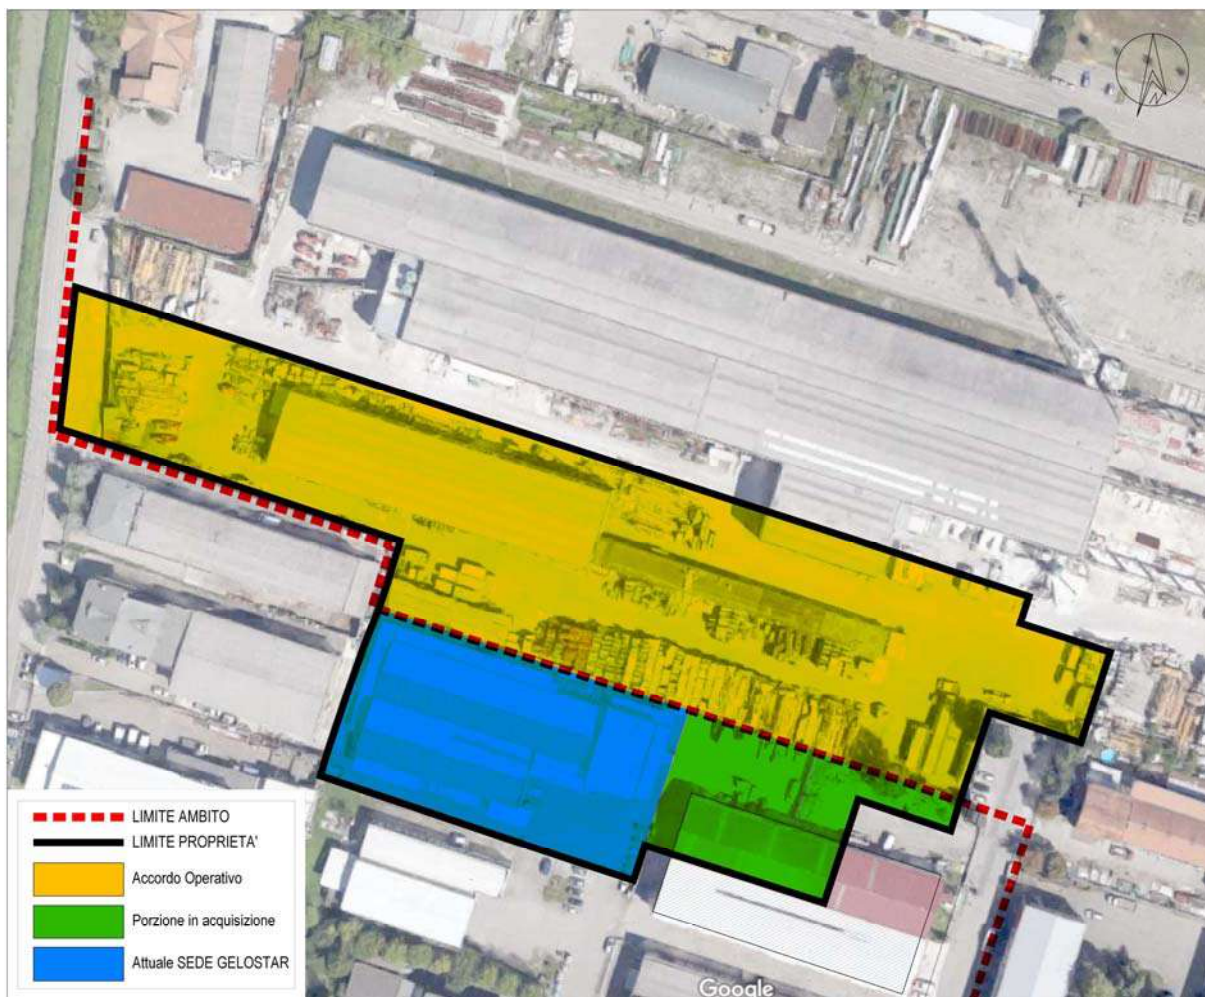 N
LIMITE AMBITO
LIMITE PROPRIETA'
Accordo Operativo
Porzione in acquisizione
Attuale SEDE GELOSTAR
Google